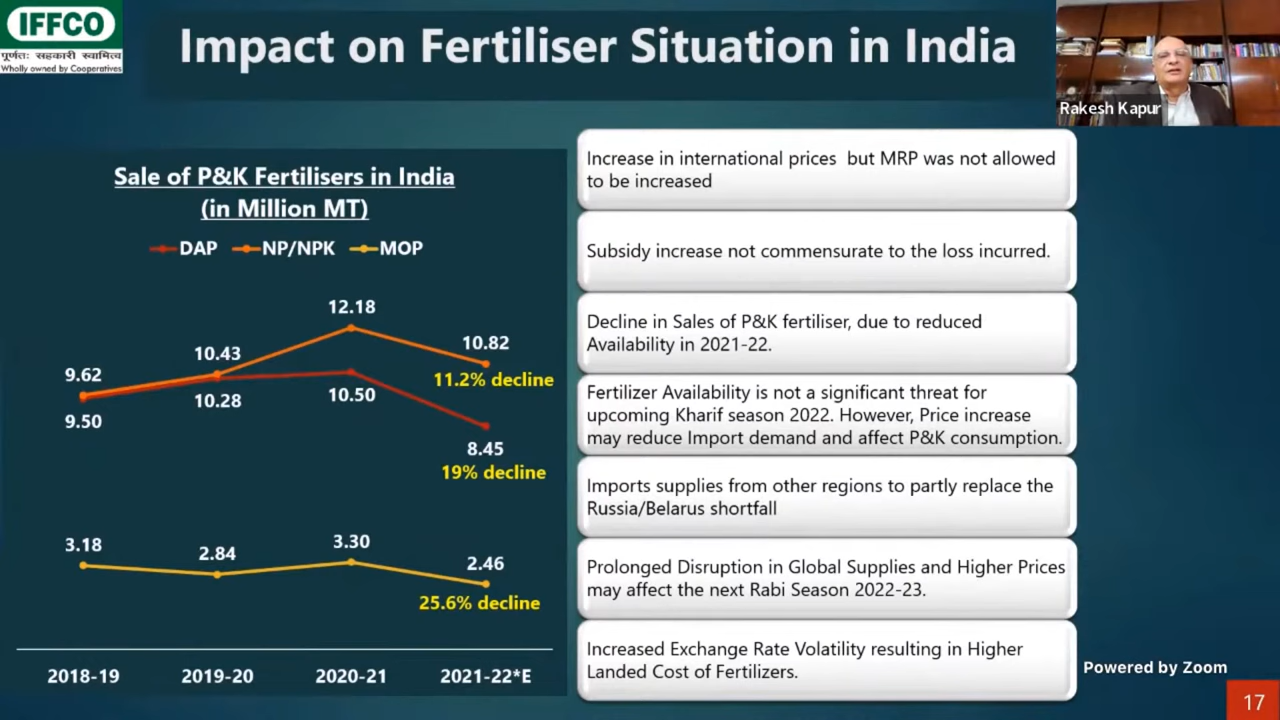 IFFCO
पूर्णतः सहकारी स्वामित्व
Wholly owned by Cooperatives
Impact on Fertiliser Situation in India
Rakesh Kapur
Sale of P&K Fertilisers in India
(in Million MT)
DAP NP/NPK MOP
12.18
10.82
11.2% decline
10.43
9.62
9.50
10.28
10.50
8.45
19% decline
3.18
2.84
3.30
2.46
25.6% decline
2018-19 2019-20 2020-21 2021-22*E
Increase in international prices but MRP was not allowed
to be increased
Subsidy increase not commensurate to the loss incurred.
Decline in Sales of P&K fertiliser, due to reduced
Availability in 2021-22.
Fertilizer Availability is not a significant threat for
upcoming Kharif season 2022. However, Price increase
may reduce Import demand and affect P&K consumption.
Imports supplies from other regions to partly replace the
Russia/Belarus shortfall
Prolonged Disruption in Global Supplies and Higher Prices
may affect the next Rabi Season 2022-23.
Increased Exchange Rate Volatility resulting in Higher
Landed Cost of Fertilizers.
Powered by Zoom
17